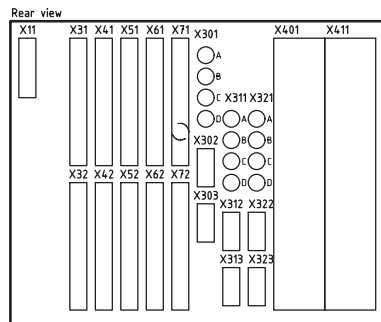 Rear view
X11 X31 X41 X51 X61 X71 X301 X401 X411
A
B
C X311 X321
D A A
X302 B B
C C
D D
X32 X42 X52 X62 X72 X303 X312 X322
X313 X323